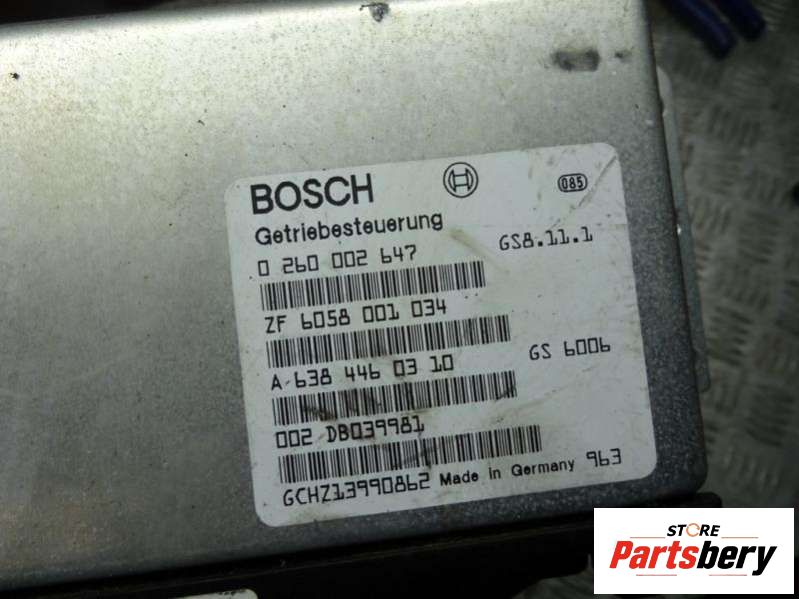 BOSCH
085
Getriebesteuerung
GS8.11.1
0 260 002 647
ZF 6058 001 034
GS 6006
A 638 446 03 10
002 DB039981
GCHZ13990862 Made in Germany 963
STORE
Partsbery